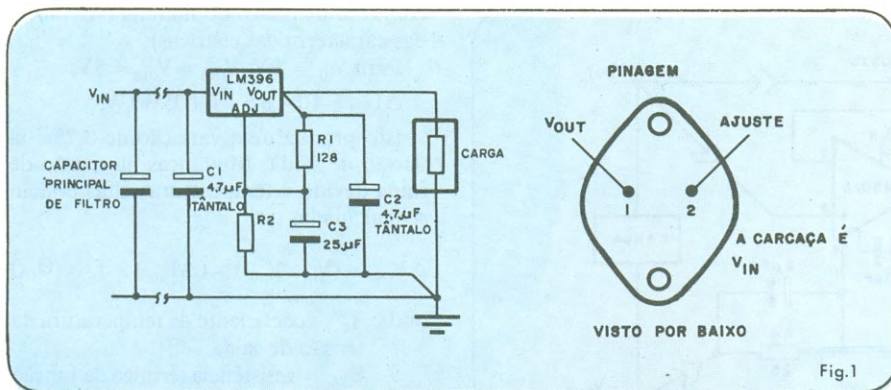 LM396
VIN VOUT
ADJ
VIN
CAPACITOR
PRINCIPAL
DE FILTRO
C1
4,7µF
TÂNTALO
R1
128
R2
C3
25µF
C2
4,7µF
TÂNTALO
CARGA
PINAGEM
VOUT
AJUSTE
1
2
A CARCAÇA É
VIN
VISTO POR BAIXO
Fig.1